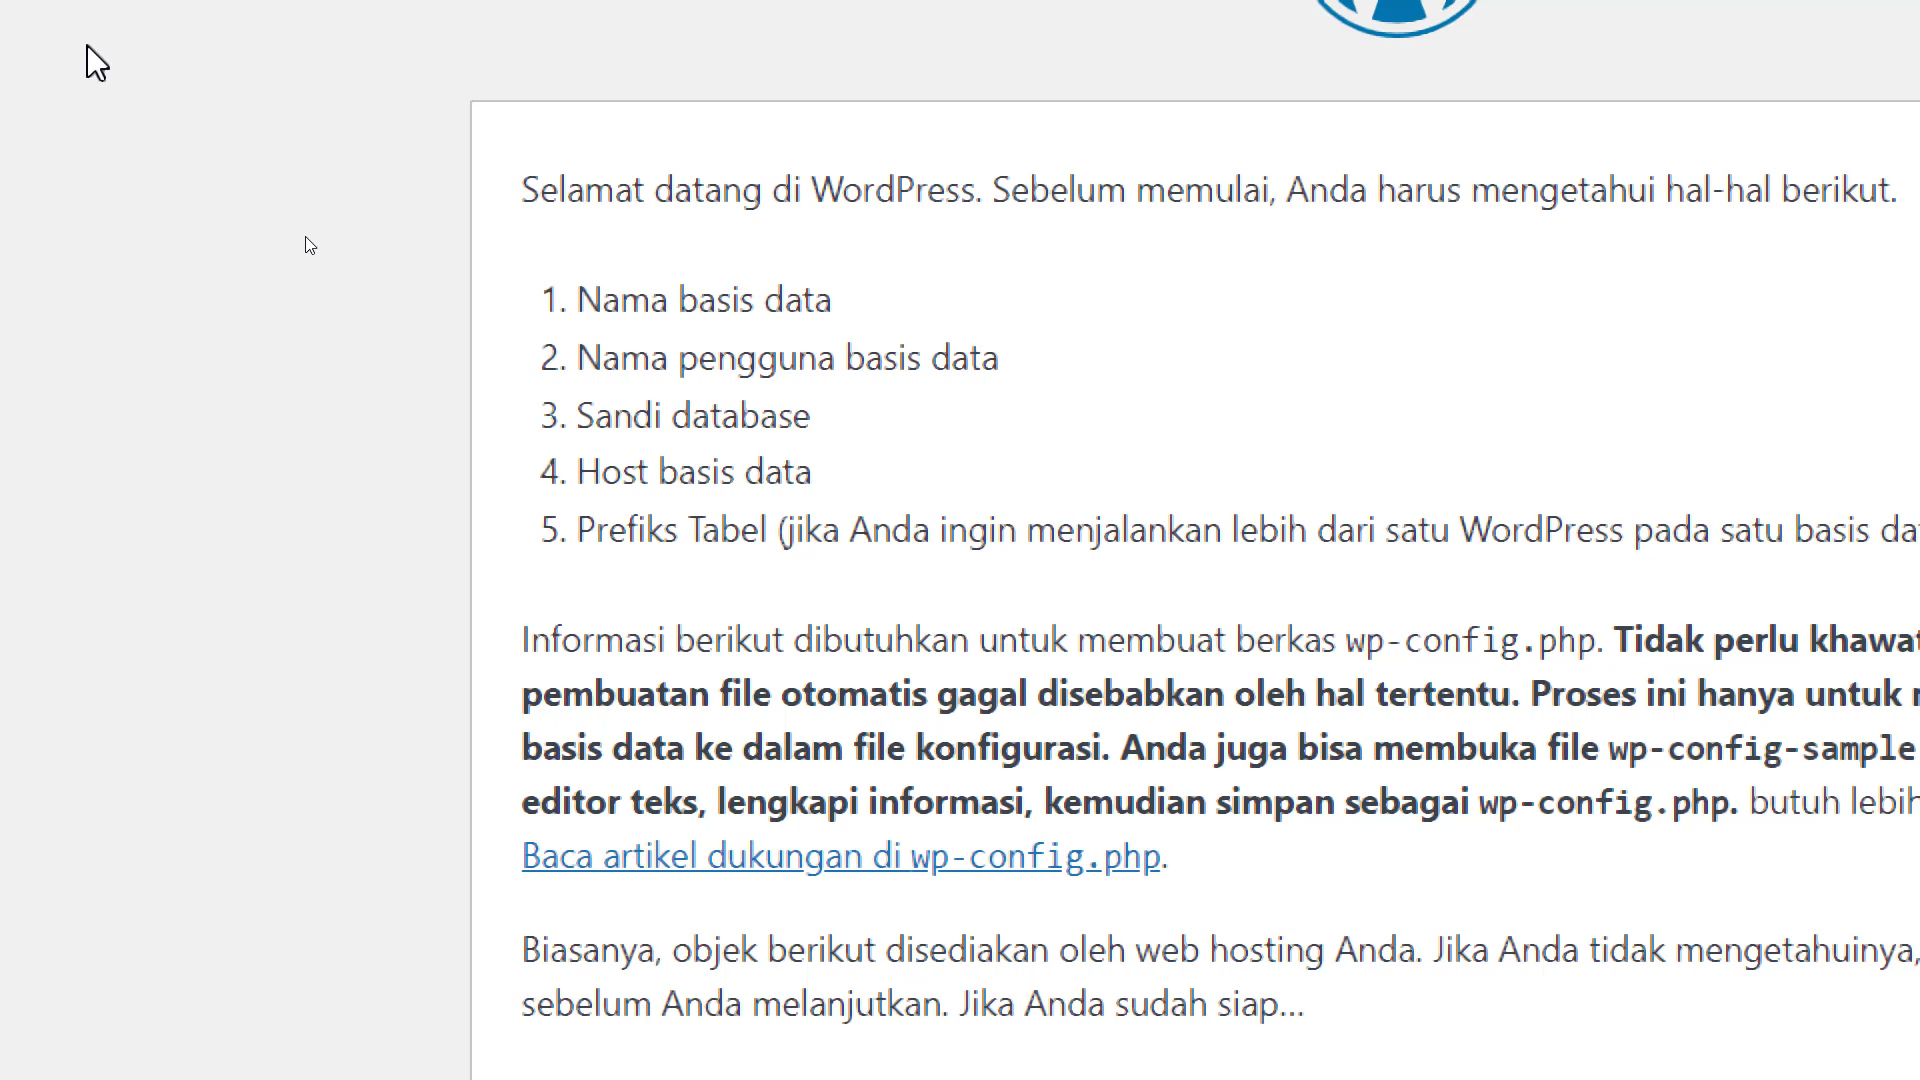 Selamat datang di WordPress. Sebelum memulai, Anda harus mengetahui hal-hal berikut.
1. Nama basis data
2. Nama pengguna basis data
3. Sandi database
4. Host basis data
5. Prefiks Tabel (jika Anda ingin menjalankan lebih dari satu WordPress pada satu basis
Informasi berikut dibutuhkan untuk membuat berkas wp-config.php. Tidak perlu
pembuatan file otomatis gagal disebabkan oleh hal tertentu. Proses ini hanya untuk
basis data ke dalam file konfigurasi. Anda juga bisa membuka file wp-config-sample
editor teks, lengkapi informasi, kemudian simpan sebagai wp-config.php. butuh lebih
Baca artikel dukungan di wp-config.php.
Biasanya, objek berikut disediakan oleh web hosting Anda. Jika Anda tidak mengetahuinya,
sebelum Anda melanjutkan. Jika Anda sudah siap...